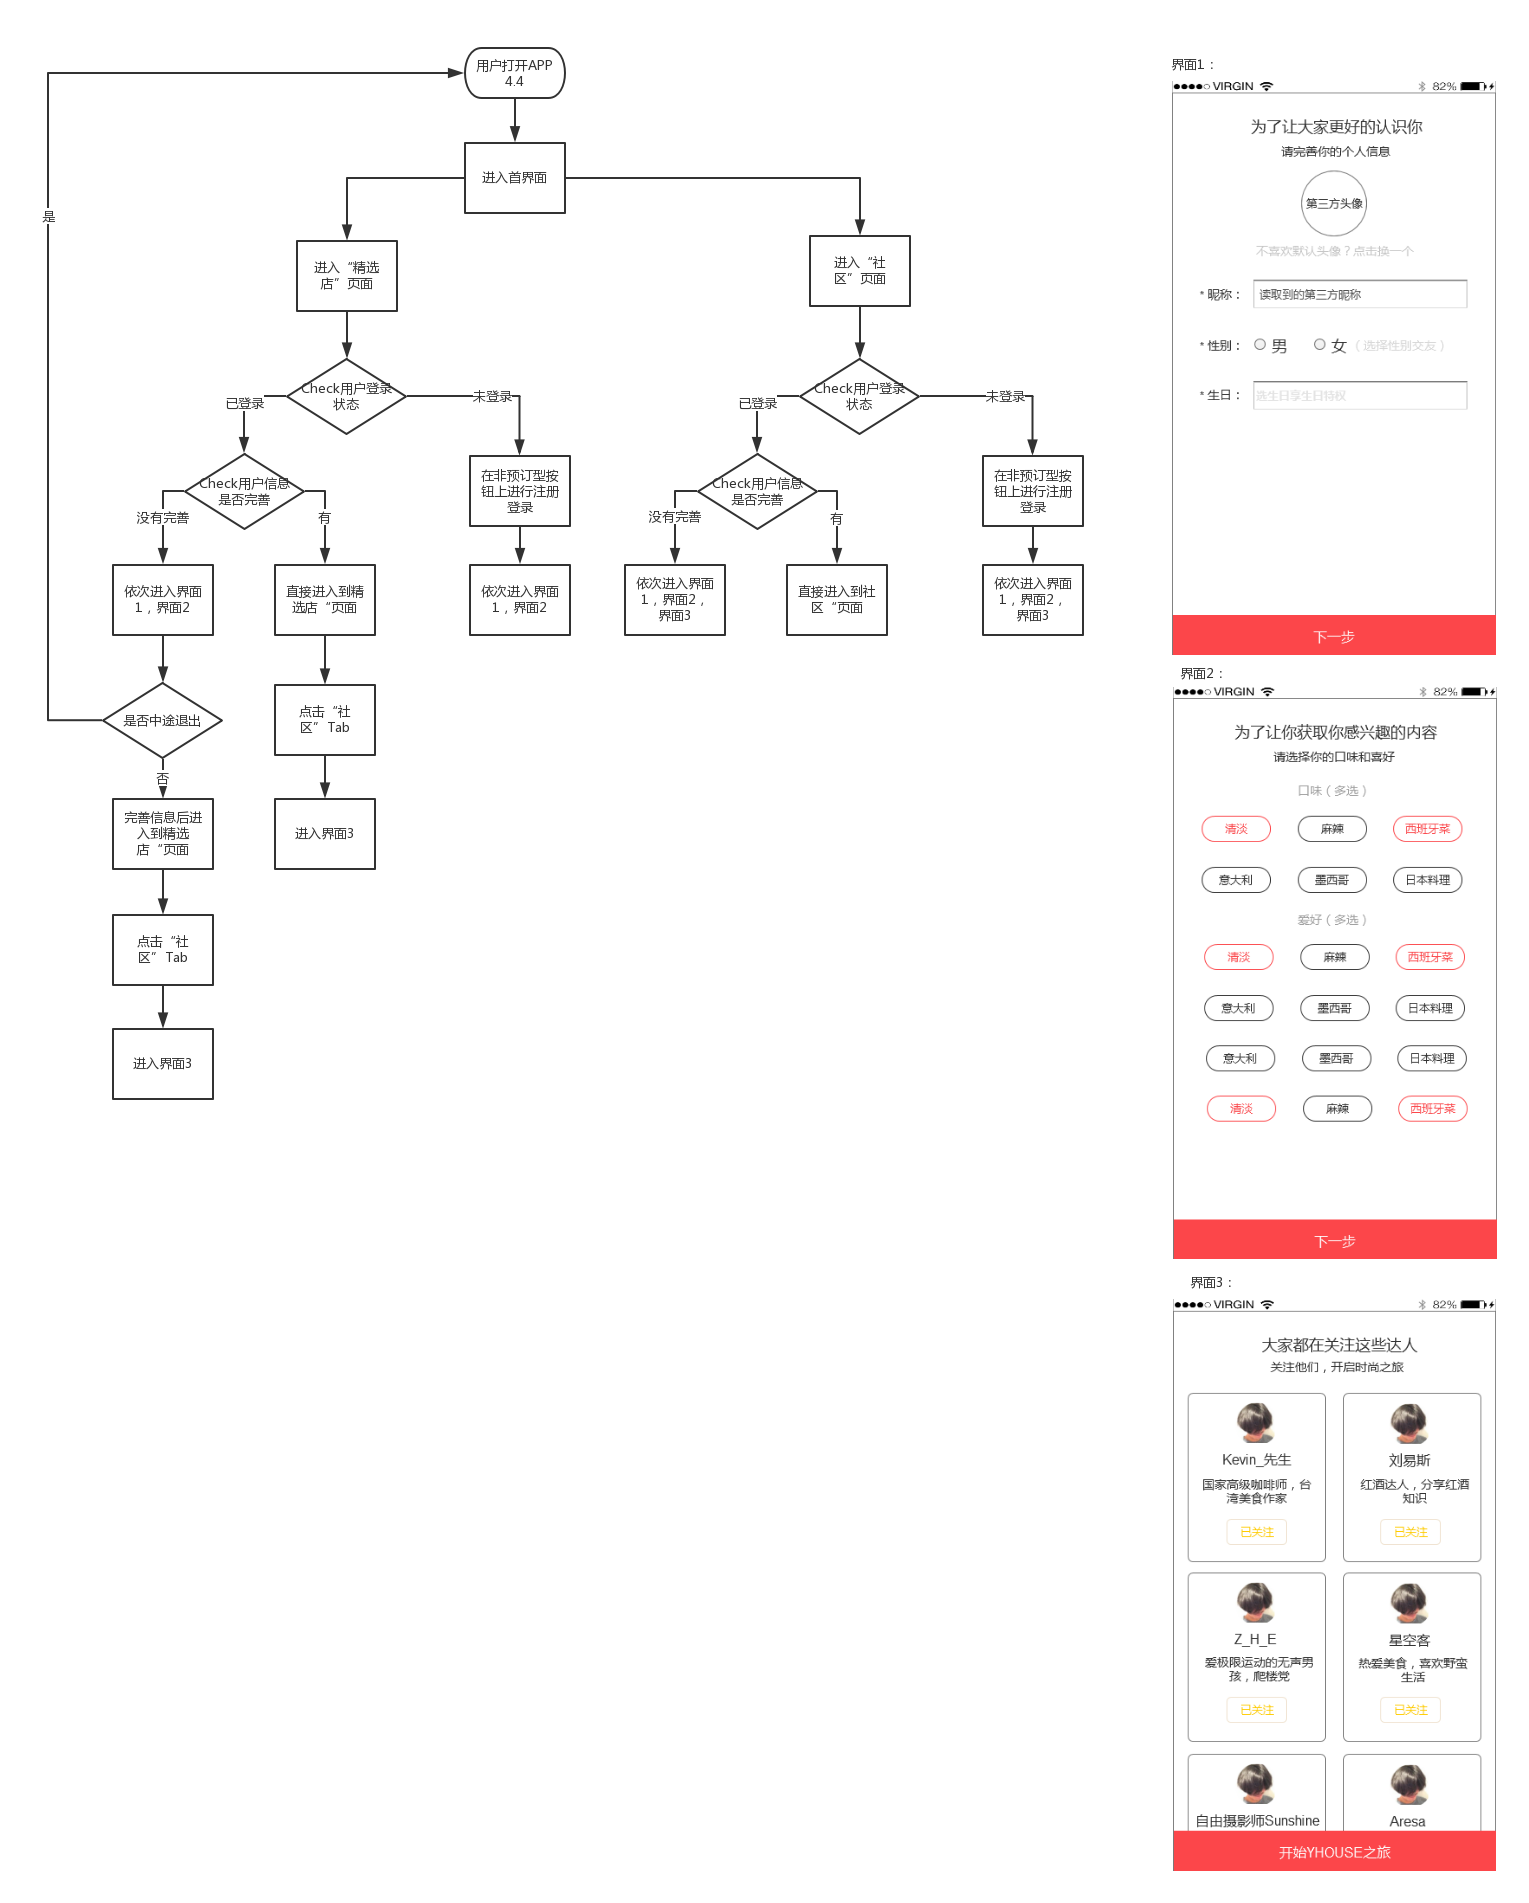 用户打开APP
4.4
进入首界面
是
进入“精选
店”页面
进入“社
区”页面
Check用户登录
状态
已登录
未登录
Check用户登录
状态
已登录
未登录
Check用户信息
是否完善
没有完善
有
在非预订型按
钮上进行注册
登录
Check用户信息
是否完善
没有完善
有
在非预订型按
钮上进行注册
登录
依次进入界面
1，界面2
直接进入到精
选店“页面
依次进入界面
1，界面2
依次进入界面
1，界面2，
界面3
直接进入到社
区“页面
依次进入界面
1，界面2，
界面3
是否中途退出
否
点击“社
区”Tab
完善信息后进
入到精选
店“页面
进入界面3
点击“社
区”Tab
进入界面3
界面1：
VIRGIN 82%
为了让大家更好的认识你
请完善你的个人信息
第三方头像
不喜欢默认头像？点击换一个
* 昵称： 读取到的第三方昵称
* 性别： 男 女（选择性别交友）
* 生日： 选生日享生日特权
下一步
界面2：
VIRGIN 82%
为了让你获取你感兴趣的内容
请选择你的口味和喜好
口味（多选）
清淡 麻辣 西班牙菜
意大利 墨西哥 日本料理
爱好（多选）
清淡 麻辣 西班牙菜
意大利 墨西哥 日本料理
意大利 墨西哥 日本料理
清淡 麻辣 西班牙菜
下一步
界面3：
VIRGIN 82%
大家都在关注这些达人
关注他们，开启时尚之旅
Kevin_先生
国家高级咖啡师，台
湾美食作家
已关注
刘易斯
红酒达人，分享红酒
知识
已关注
Z_H_E
爱极限运动的无声男
孩，爬楼党
已关注
星空客
热爱美食，喜欢野蛮
生活
已关注
自由摄影师Sunshine
Aresa
开始YHOUSE之旅